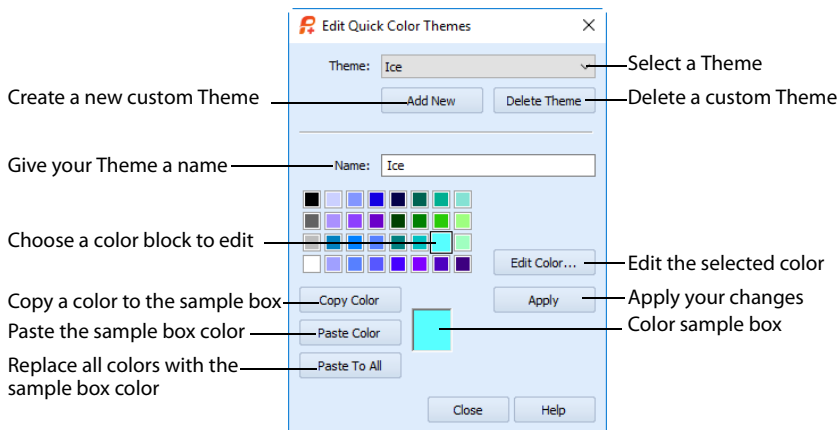 Edit Quick Color Themes
Theme: Ice
Select a Theme
Create a new custom Theme
Add New
Delete Theme
Delete a custom Theme
Give your Theme a name
Name: Ice
Choose a color block to edit
Edit Color...
Edit the selected color
Copy a color to the sample box
Copy Color
Apply
Apply your changes
Paste the sample box color
Paste Color
Color sample box
Replace all colors with the
sample box color
Paste To All
Close
Help